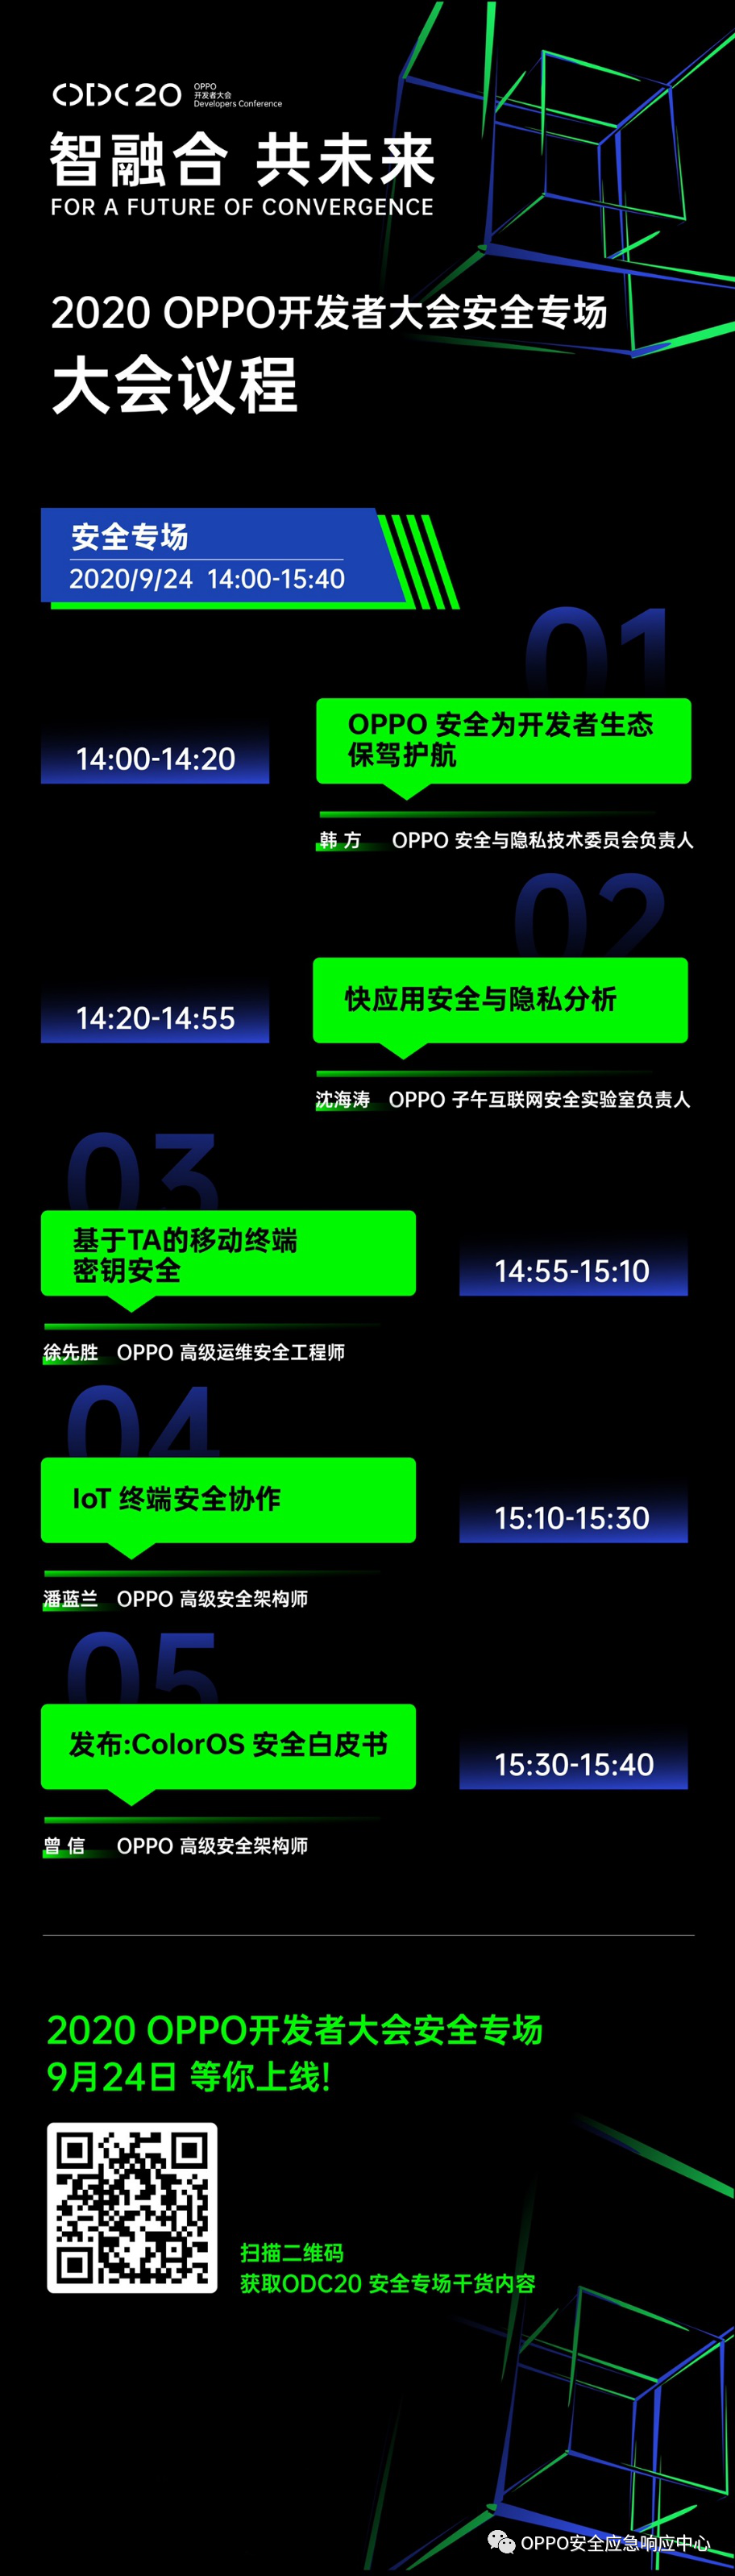 ODC20
OPPO
开发者大会
Developers Conference
智融合 共未来
FOR A FUTURE OF CONVERGENCE
2020 OPPO开发者大会安全专场
大会议程
安全专场
2020/9/24 14:00-15:40
01
14:00-14:20
OPPO 安全为开发者生态
保驾护航
韩 方 OPPO 安全与隐私技术委员会负责人
02
14:20-14:55
快应用安全与隐私分析
沈海涛 OPPO 子午互联网安全实验室负责人
03
基于TA的移动终端
密钥安全
14:55-15:10
徐先胜 OPPO 高级运维安全工程师
04
IoT 终端安全协作
15:10-15:30
潘蓝兰 OPPO 高级安全架构师
05
发布:ColorOS 安全白皮书
15:30-15:40
曾 信 OPPO 高级安全架构师
2020 OPPO开发者大会安全专场
9月24日 等你上线!
扫描二维码
获取ODC20 安全专场干货内容
OPPO安全应急响应中心